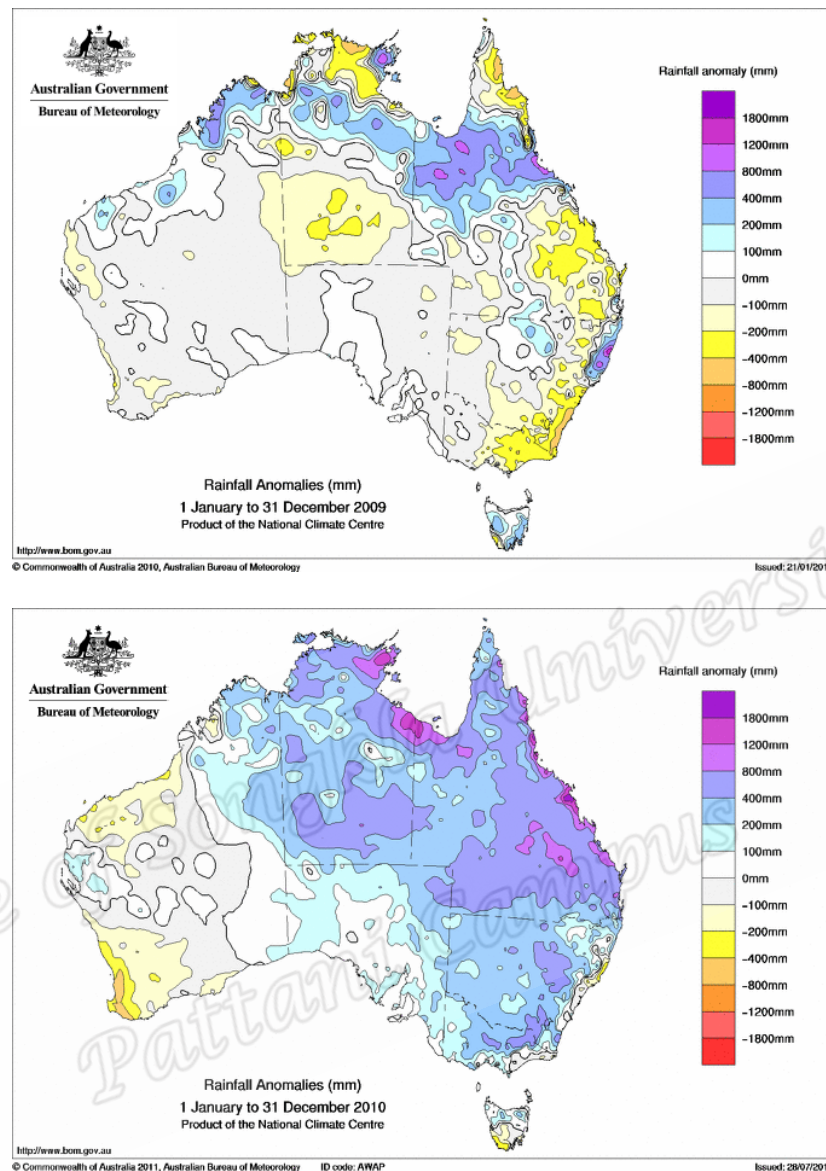 Australian Government
Bureau of Meteorology
Rainfall anomaly (mm)
1800mm
1200mm
800mm
400mm
200mm
100mm
0mm
-100mm
-200mm
-400mm
-800mm
-1200mm
-1800mm
Rainfall Anomalies (mm)
1 January to 31 December 2009
Product of the National Climate Centre
http://www.bom.gov.au
© Commonwealth of Australia 2010, Australian Bureau of Meteorology
Issued: 21/01/201
Australian Government
Bureau of Meteorology
Rainfall anomaly (mm)
1800mm
1200mm
800mm
400mm
200mm
100mm
0mm
-100mm
-200mm
-400mm
-800mm
-1200mm
-1800mm
Rainfall Anomalies (mm)
1 January to 31 December 2010
Product of the National Climate Centre
http://www.bom.gov.au
© Commonwealth of Australia 2011, Australian Bureau of Meteorology ID code: AWAP
Issued: 28/07/201
e of Songkla Universi
Pattani Campus